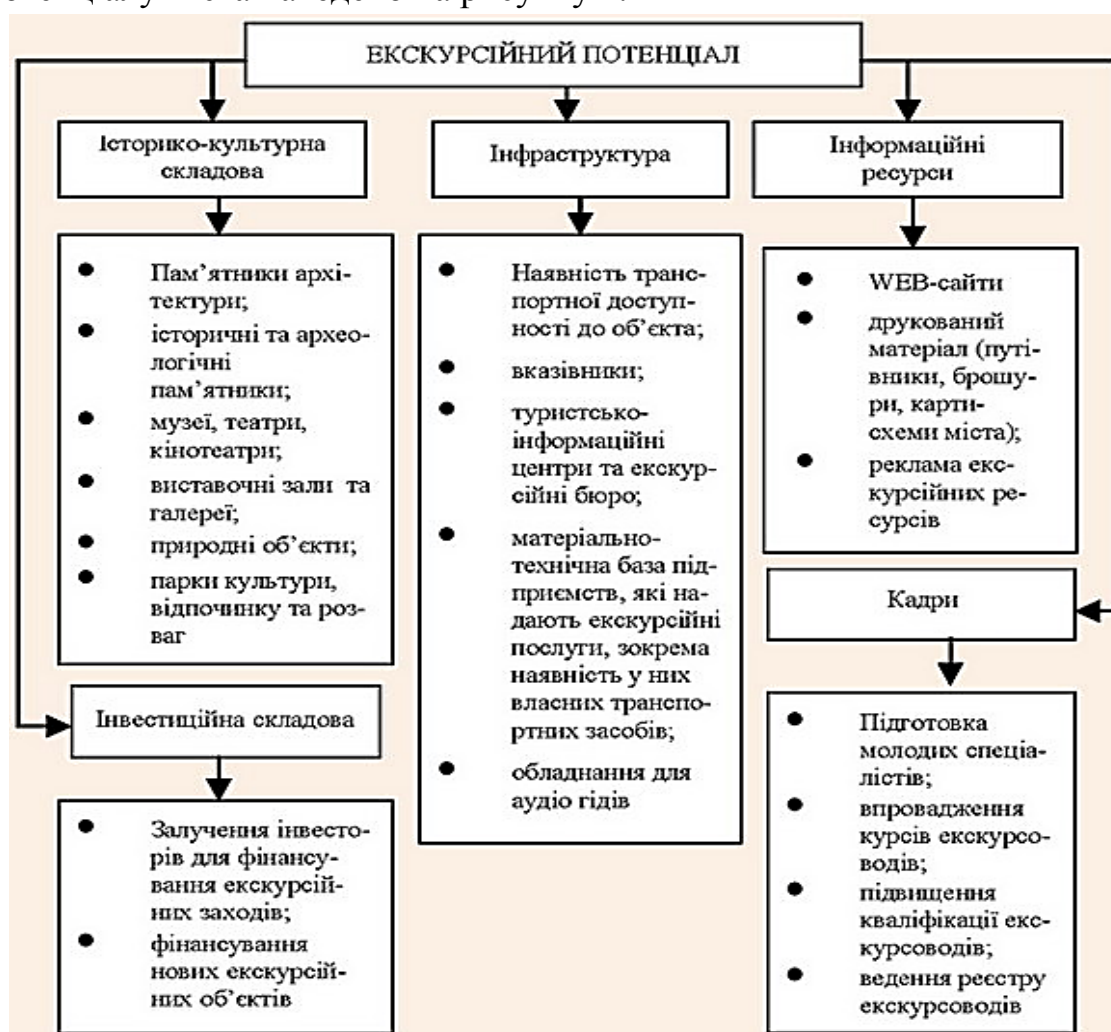 ЕКСКУРСІЙНИЙ ПОТЕНЦІАЛ
Історико-культурна
складова
Інфраструктура
Інформаційні
ресурси
● Пам’ятники архі-
тектури;
● історичні та архео-
логічні
пам’ятники;
● музеї, театри,
кінотеатри;
● виставочні зали та
галереї;
● природні об’єкти;
● парки культури,
відпочинку та роз-
ваг
● Наявність транс-
портної доступ-
ності до об’єкта;
● вказівники;
● туристсько-
інформаційні
центри та екскур-
сійні бюро;
● матеріально-
технічна база під-
приємств, які на-
дають екскурсійні
послуги, зокрема
наявність у них
власних транспо-
ртних засобів;
● обладнання для
аудіо гідів
● WEB-сайти
● друкований
матеріал (путі-
вники, брошу-
ри, карти-
схеми міста);
● реклама екс-
курсійних ре-
сурсів
Інвестиційна складова
● Залучення інвесто-
рів для фінансу-
вання екскурсій-
них заходів;
● фінансування
нових екскурсій-
них об’єктів
Кадри
● Підготовка
молодих спеціа-
лістів;
● впровадження
курсів екскурсо-
водів;
● підвищення
кваліфікації екс-
курсоводів;
● ведення реєстру
екскурсоводів